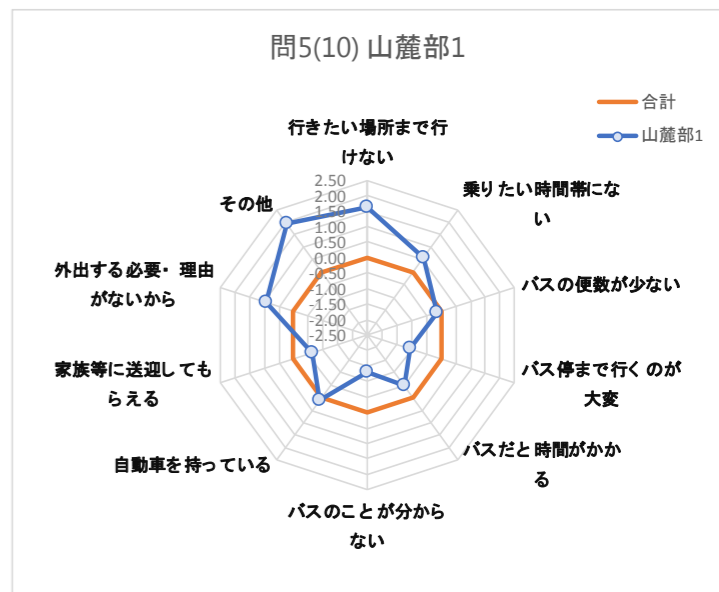 問5(10) 山麓部1
合計
山麓部1
行きたい場所まで行
けない
乗りたい時間帯にな
い
バスの便数が少ない
バス停まで行くのが
大変
バスだと時間がかか
る
バスのことが分から
ない
自動車を持っている
家族等に送迎しても
らえる
外出する必要・理由
がないから
その他
2.50
2.00
1.50
1.00
0.50
0.00
-0.50
-1.00
-1.50
-2.00
-2.50